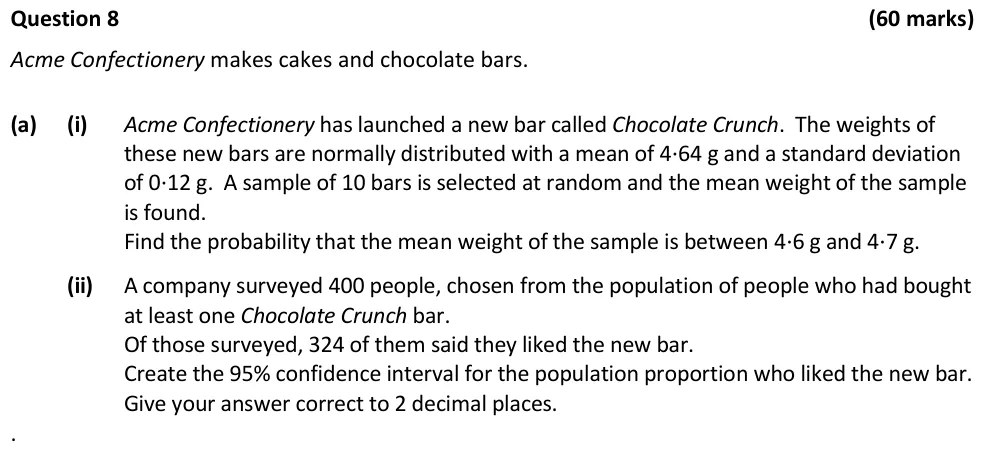 Question 8 (60 marks)
Acme Confectionery makes cakes and chocolate bars.
(a) (i) Acme Confectionery has launched a new bar called Chocolate Crunch. The weights of
these new bars are normally distributed with a mean of 4·64 g and a standard deviation
of 0·12 g. A sample of 10 bars is selected at random and the mean weight of the sample
is found.
Find the probability that the mean weight of the sample is between 4·6 g and 4·7 g.
(ii) A company surveyed 400 people, chosen from the population of people who had bought
at least one Chocolate Crunch bar.
Of those surveyed, 324 of them said they liked the new bar.
Create the 95% confidence interval for the population proportion who liked the new bar.
Give your answer correct to 2 decimal places.
.